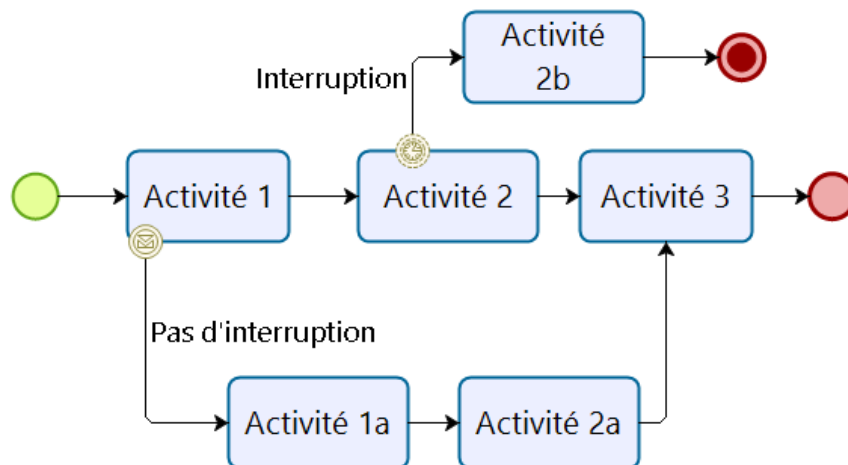 Activité
2b
Interruption
Activité 1
Activité 2
Activité 3
Pas d'interruption
Activité 1a
Activité 2a